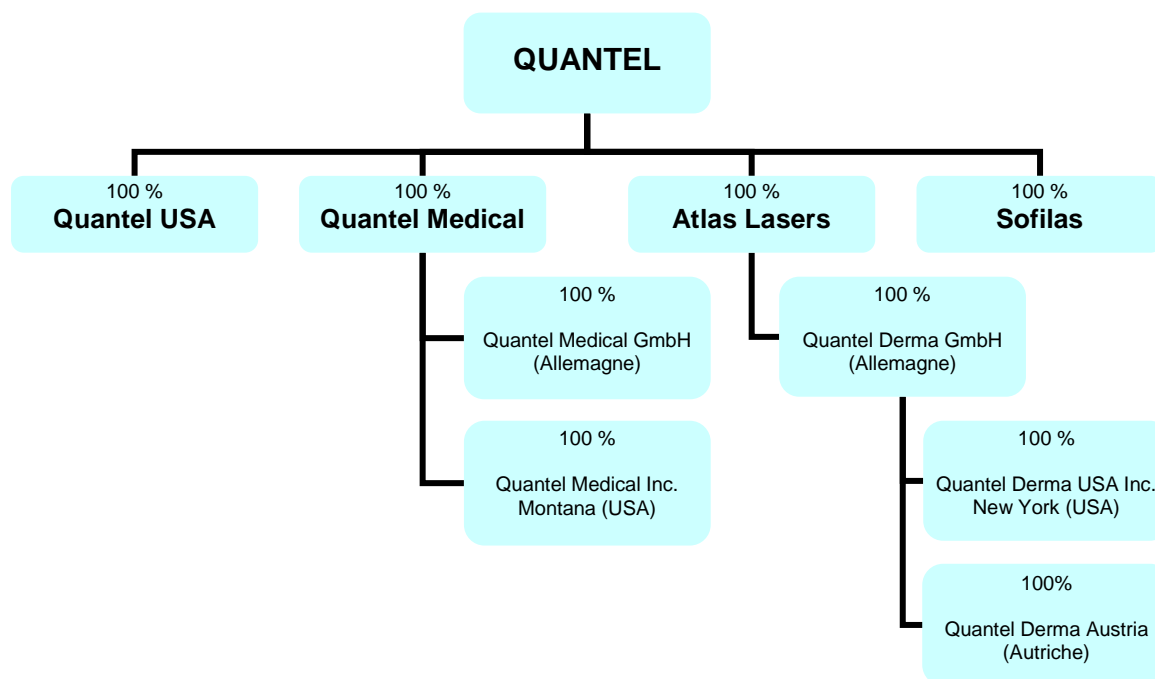 QUANTEL
100 %
Quantel USA
100 %
Quantel Medical
100 %
Atlas Lasers
100 %
Sofilas
100 %
Quantel Medical GmbH
(Allemagne)
100 %
Quantel Medical Inc.
Montana (USA)
100 %
Quantel Derma GmbH
(Allemagne)
100 %
Quantel Derma USA Inc.
New York (USA)
100%
Quantel Derma Austria
(Autriche)